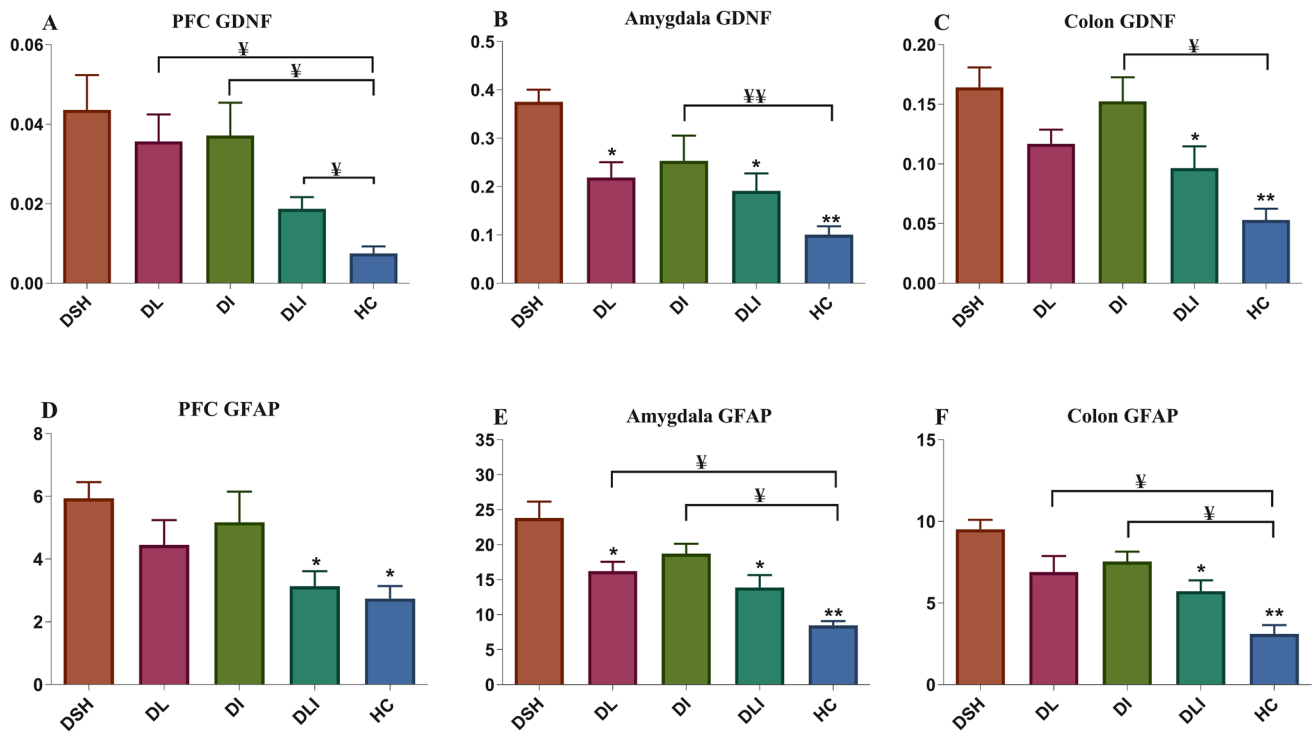 A
PFC GDNF
0.06
0.04
0.02
0.00
¥
¥
¥
DSH
DL
DI
DLI
HC
B
Amygdala GDNF
0.5
0.4
0.3
0.2
0.1
0.0
¥¥
*
*
**
DSH
DL
DI
DLI
HC
C
Colon GDNF
0.20
0.15
0.10
0.05
0.00
¥
*
**
DSH
DL
DI
DLI
HC
D
PFC GFAP
8
6
4
2
0
*
*
DSH
DL
DI
DLI
HC
E
Amygdala GFAP
35
30
25
20
15
10
5
0
¥
¥
*
*
**
DSH
DL
DI
DLI
HC
F
Colon GFAP
15
10
5
0
¥
¥
*
**
DSH
DL
DI
DLI
HC